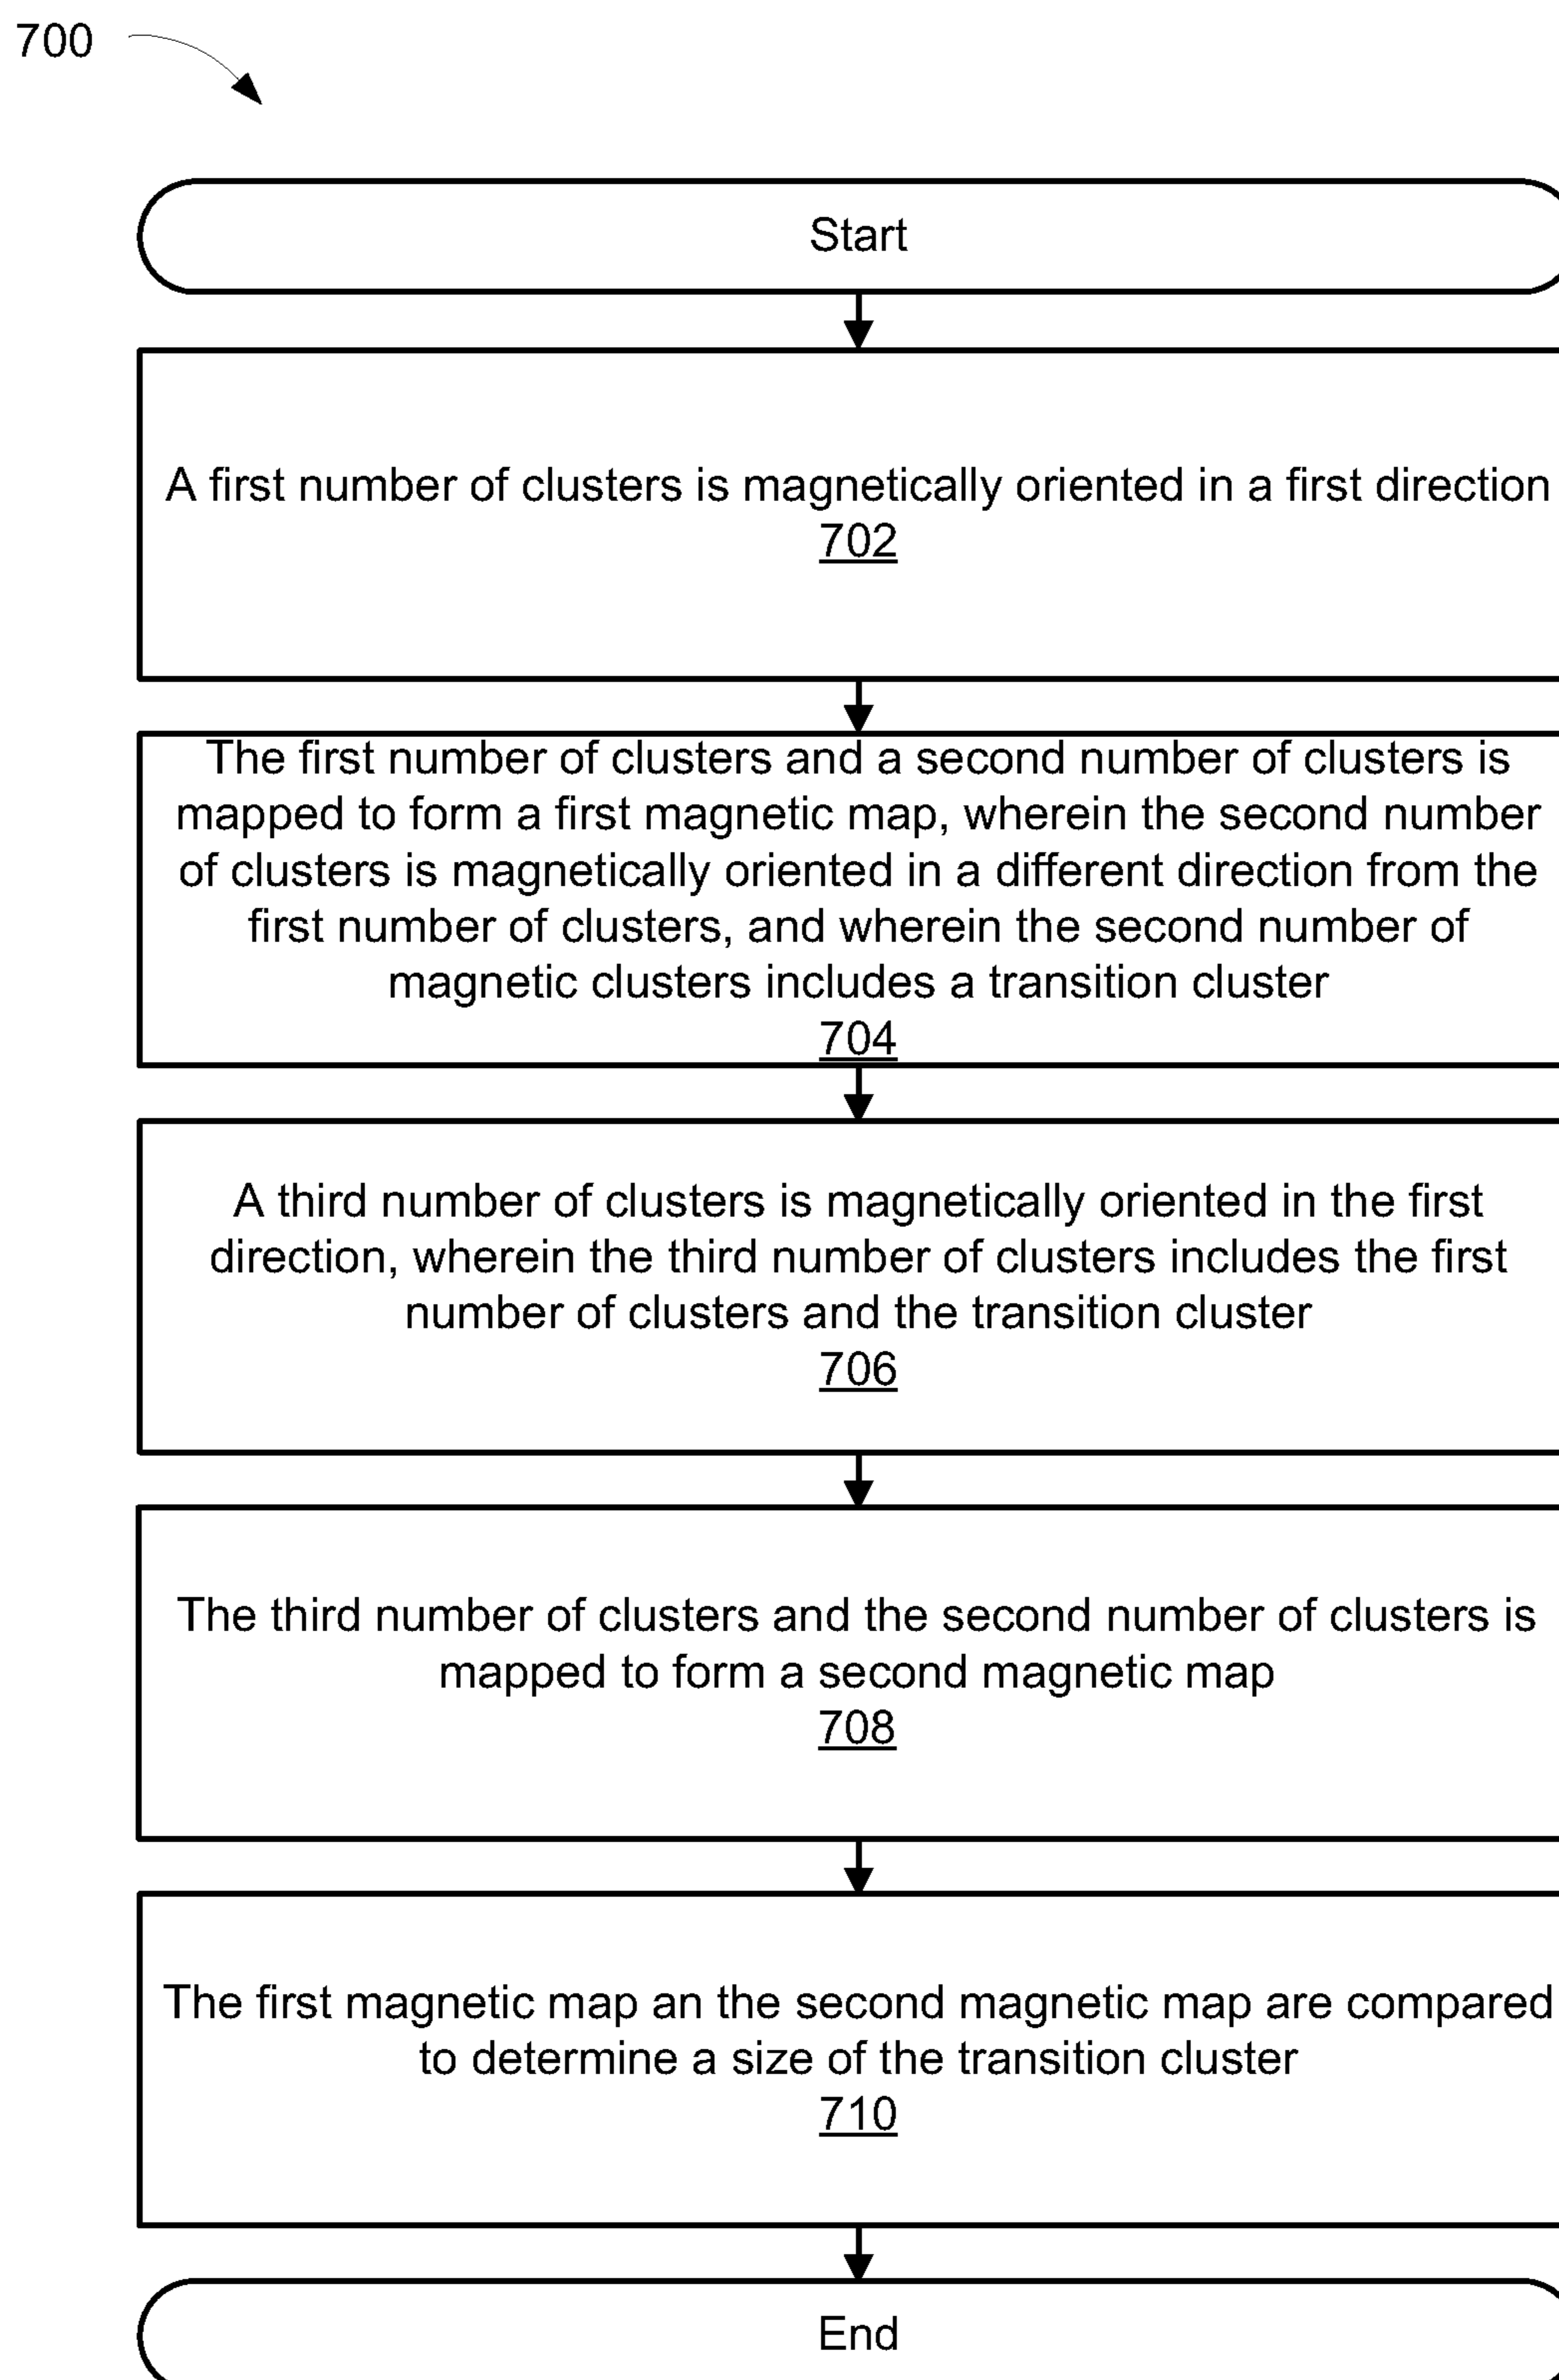 700
Start
A first number of clusters is magnetically oriented in a first direction
702
The first number of clusters and a second number of clusters is
mapped to form a first magnetic map, wherein the second number
of clusters is magnetically oriented in a different direction from the
first number of clusters, and wherein the second number of
magnetic clusters includes a transition cluster
704
A third number of clusters is magnetically oriented in the first
direction, wherein the third number of clusters includes the first
number of clusters and the transition cluster
706
The third number of clusters and the second number of clusters is
mapped to form a second magnetic map
708
The first magnetic map an the second magnetic map are compared
to determine a size of the transition cluster
710
End